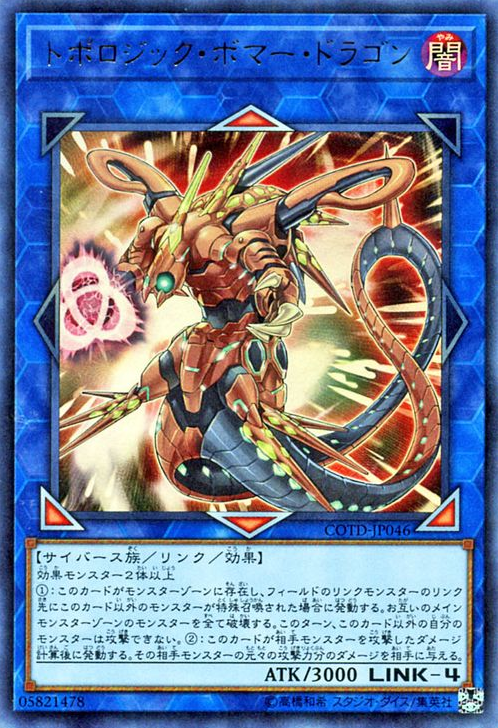 トポロジック・ボマー・ドラゴン 闇
COTD-JP046
【サイバース族/リンク/効果】
効果モンスター2体以上
①:このカードがモンスターゾーンに存在し、フィールドのリンクモンスターのリンク
先にこのカード以外のモンスターが特殊召喚された場合に発動する。お互いのメイン
モンスターゾーンのモンスターを全て破壊する。このターン、このカード以外の自分の
モンスターは攻撃できない。②:このカードが相手モンスターを攻撃したダメージ
計算後に発動する。その相手モンスターの元々の攻撃力分のダメージを相手に与える。
ATK/3000 LINK-4
05821478 ©高橋和希 スタジオ・ダイス/集英社